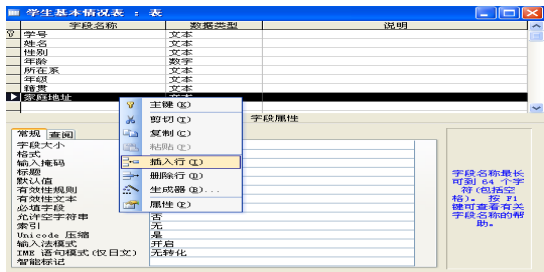 学生基本情况表 : 表
字段名称 数据类型 说明
学号 文本
姓名 文本
性别 文本
年龄 数字
所在系 文本
年级 文本
籍贯 文本
家庭地址 文本
主键(K)
剪切(T)
复制(C)
粘贴(P)
插入行(I)
删除行(D)
生成器(B)...
属性(P)
字段属性
常规 查阅
字段大小
格式
输入掩码
标题
默认值
有效性规则
有效性文本
必填字段
允许空字符串 否
索引 无
Unicode 压缩 是
输入法模式 开启
IME 语句模式(仅日文) 无转化
智能标记
字段名称最长
可到 64 个字
符(包括空
格)。 按 F1
键可查看有关
字段名称的帮
助。